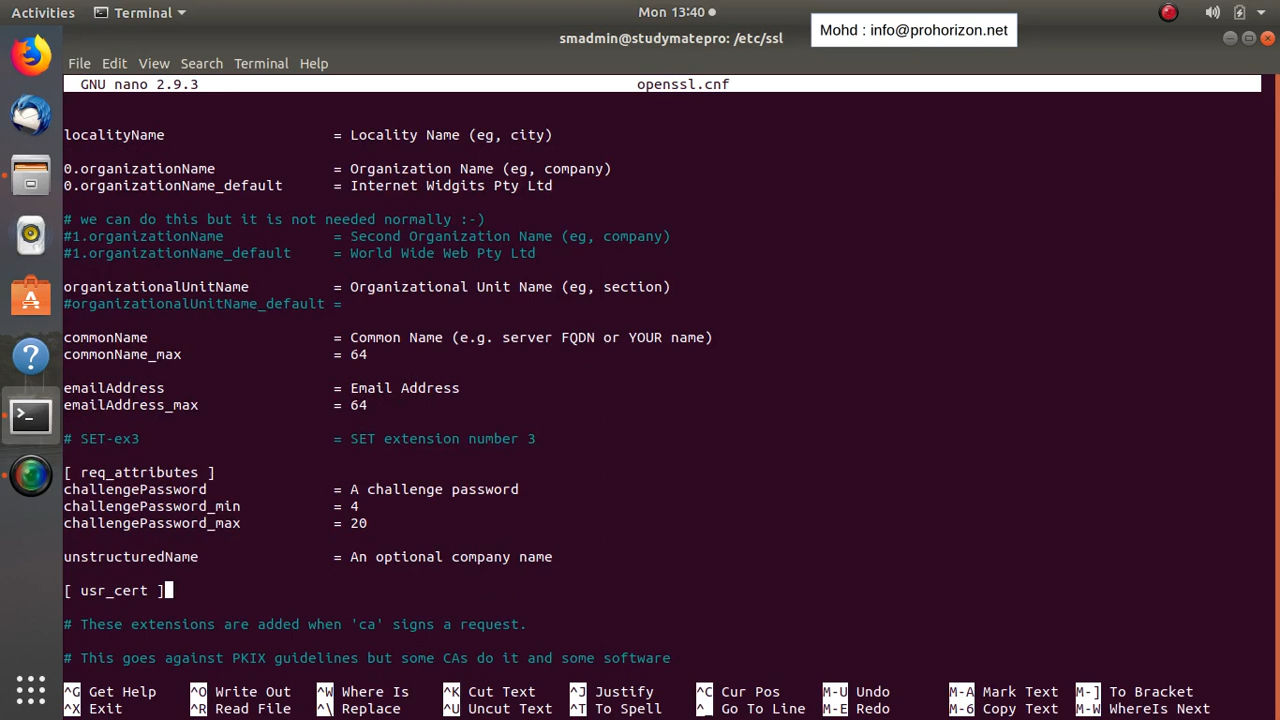 Activities Terminal Mon 13:40
Mohd : info@prohorizon.net
smadmin@studymatepro: /etc/ssl
File Edit View Search Terminal Help
GNU nano 2.9.3 openssl.cnf
localityName = Locality Name (eg, city)
0.organizationName = Organization Name (eg, company)
0.organizationName_default = Internet Widgits Pty Ltd
# we can do this but it is not needed normally :-)
#1.organizationName = Second Organization Name (eg, company)
#1.organizationName_default = World Wide Web Pty Ltd
organizationalUnitName = Organizational Unit Name (eg, section)
#organizationalUnitName_default =
commonName = Common Name (e.g. server FQDN or YOUR name)
commonName_max = 64
emailAddress = Email Address
emailAddress_max = 64
# SET-ex3 = SET extension number 3
[ req_attributes ]
challengePassword = A challenge password
challengePassword_min = 4
challengePassword_max = 20
unstructuredName = An optional company name
[ usr_cert ]
# These extensions are added when 'ca' signs a request.
# This goes against PKIX guidelines but some CAs do it and some software
^G Get Help ^O Write Out ^W Where Is ^K Cut Text ^J Justify ^C Cur Pos M-U Undo M-A Mark Text M-] To Bracket
^X Exit ^R Read File ^\ Replace ^U Uncut Text ^T To Spell ^_ Go To Line M-E Redo M-6 Copy Text M-W WhereIs Next